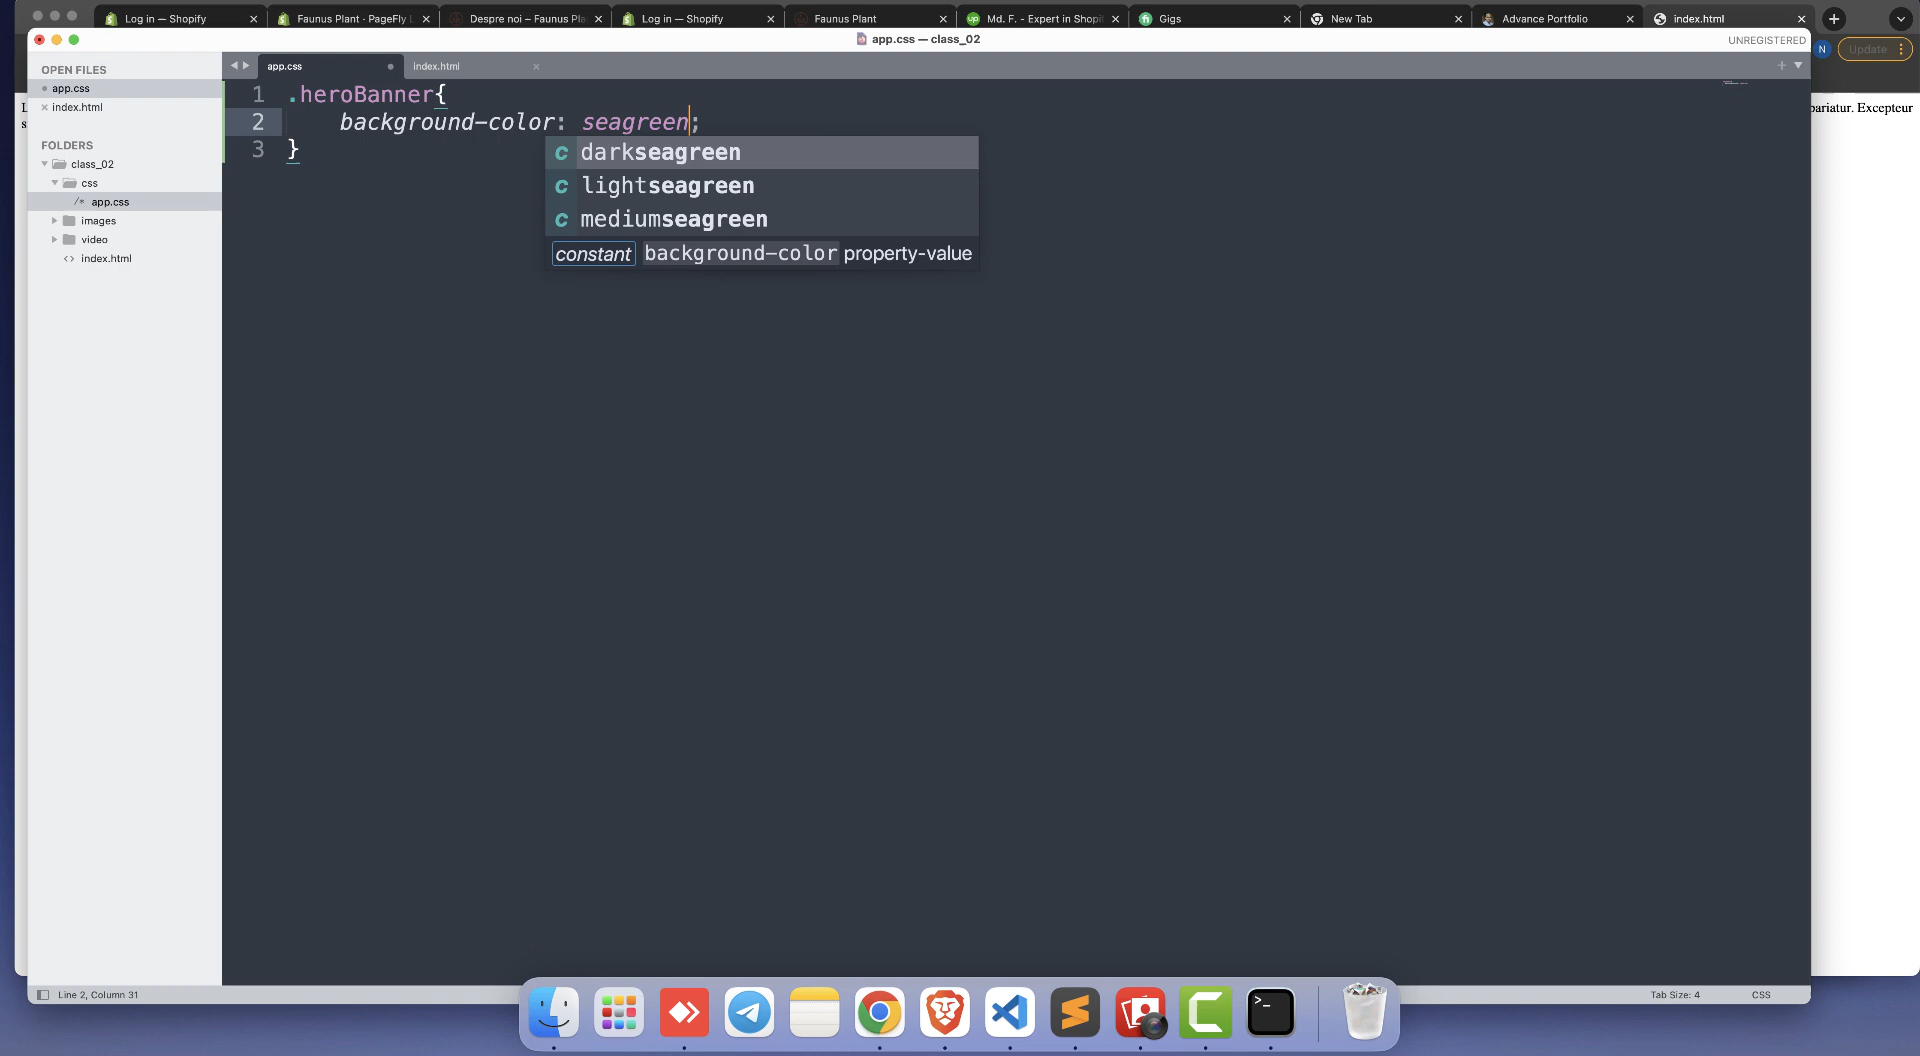 Log in — Shopify
Faunus Plant · PageFly L
Despre noi – Faunus Pla
Log in — Shopify
Faunus Plant
Md. F. - Expert in Shopif
Gigs
New Tab
Advance Portfolio
index.html
app.css — class_02
UNREGISTERED
N
Update
OPEN FILES
app.css
index.html
FOLDERS
class_02
css
/* app.css
images
video
<> index.html
app.css
index.html
1 .heroBanner{
2 background-color: seagreen;
3 }
c darkseagreen
c lightseagreen
c mediumseagreen
constant background-color property-value
L
pariatur. Excepteur
s
Line 2, Column 31
Tab Size: 4
CSS